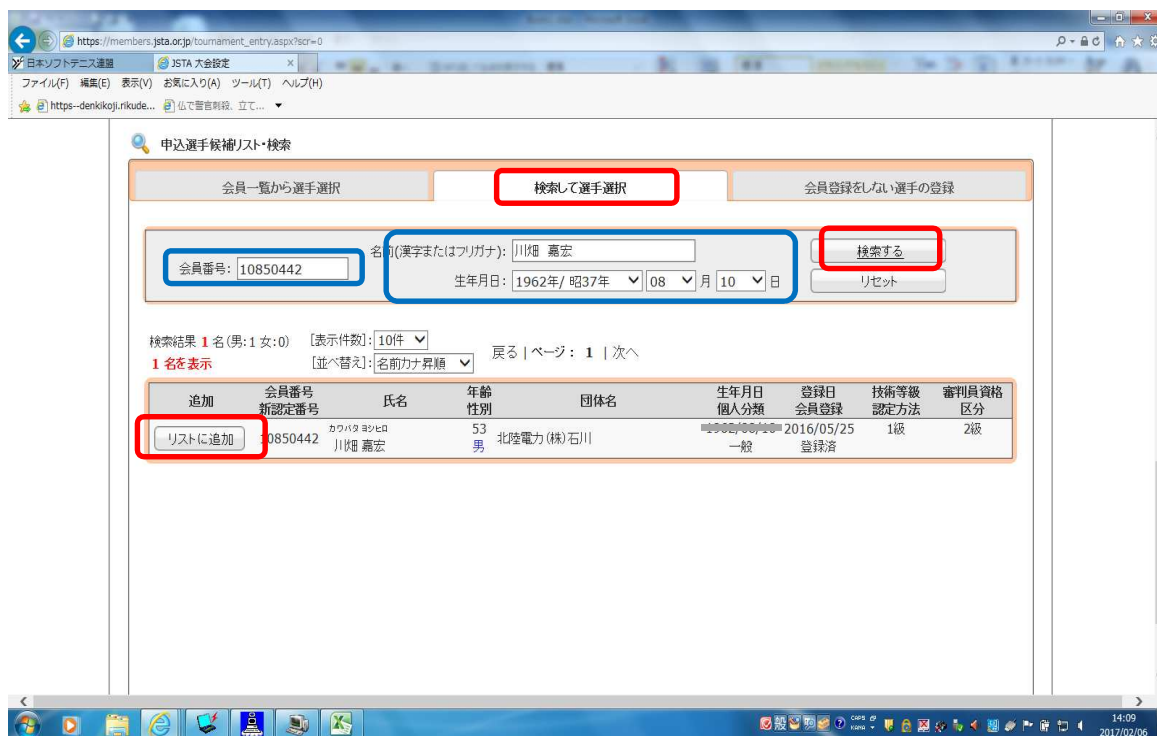 https://members.jsta.or.jp/tournament_entry.aspx?scr=0
日本ソフトテニス連盟
JSTA 大会設定
×
ファイル(F) 編集(E) 表示(V) お気に入り(A) ツール(T) ヘルプ(H)
https--denkikoji.rikude...
仏で警官刺殺、立て...
申込選手候補リスト・検索
会員一覧から選手選択
検索して選手選択
会員登録をしない選手の登録
会員番号: 10850442
名前(漢字またはフリガナ): 川畑 嘉宏
生年月日: 1962年/ 昭37年 08 月 10 日
検索する
リセット
検索結果 1 名(男:1 女:0) [表示件数]: 10件
1 名を表示 [並べ替え]: 名前カナ昇順
戻る | ページ: 1 | 次へ
追加 会員番号 氏名 年齢 団体名 生年月日 登録日 技術等級 審判員資格
新認定番号 性別 個人分類 会員登録 認定方法 区分
リストに追加 10850442 カワバタ ヨシヒロ 53 北陸電力(株)石川 2016/05/25 1級 2級
川畑 嘉宏 男 一般 登録済
般
CAPS
KANA
14:09
2017/02/06